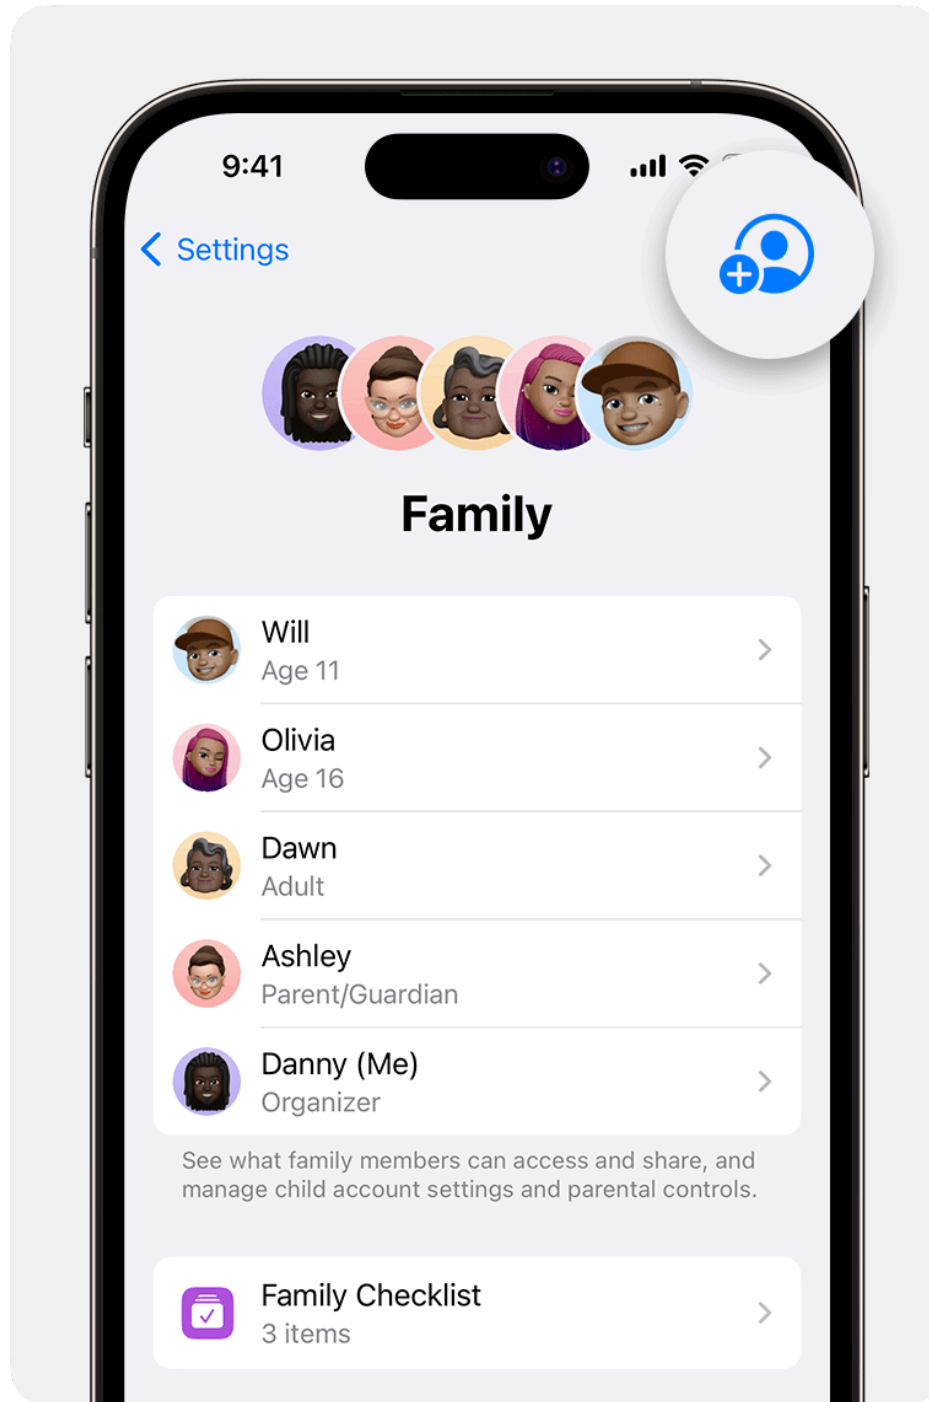 9:41
Settings
Family
Will
Age 11
Olivia
Age 16
Dawn
Adult
Ashley
Parent/Guardian
Danny (Me)
Organizer
See what family members can access and share, and
manage child account settings and parental controls.
Family Checklist
3 items